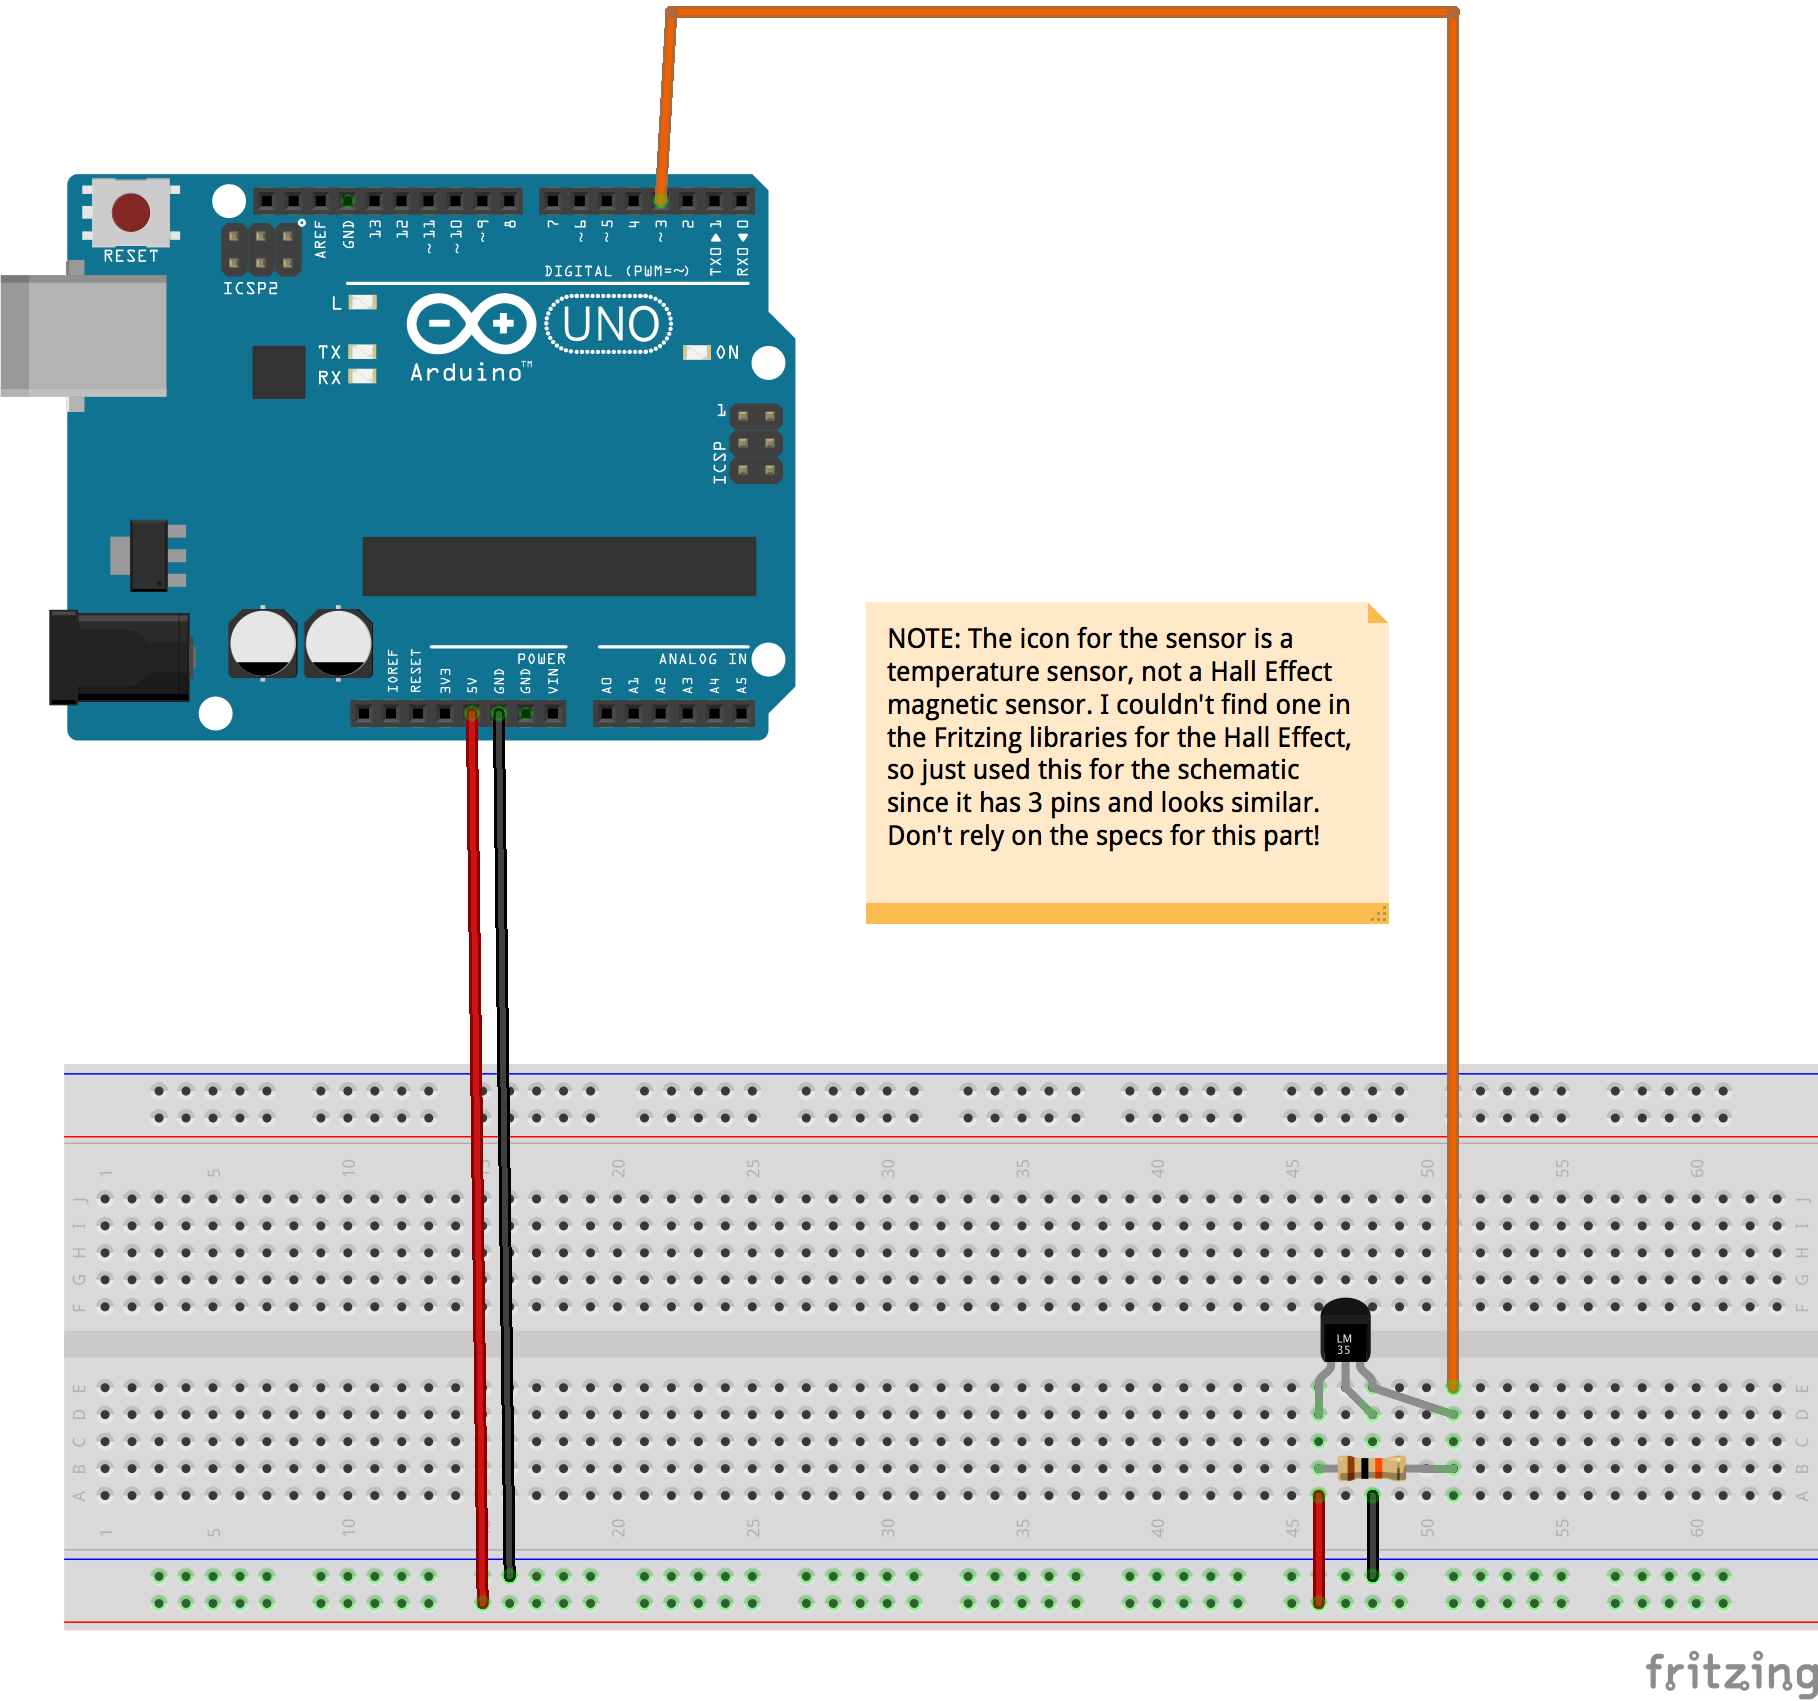 RESET
ICSP2
AREF
GND
13
12
~11
~10
~9
8
7
~6
~5
4
~3
2
TX0▶1
RX0◀0
DIGITAL (PWM=~)
L
TX
RX
Arduino™
UNO
ON
1
ICSP
POWER
ANALOG IN
IOREF
RESET
3V3
5V
GND
GND
VIN
A0
A1
A2
A3
A4
A5
NOTE: The icon for the sensor is a
temperature sensor, not a Hall Effect
magnetic sensor. I couldn't find one in
the Fritzing libraries for the Hall Effect,
so just used this for the schematic
since it has 3 pins and looks similar.
Don't rely on the specs for this part!
1 5 10 15 20 25 30 35 40 45 50 55 60
J J
I I
H H
G G
F F
LM
35
E E
D D
C C
B B
A A
1 5 10 20 25 30 35 40 45 50 55 60
fritzing